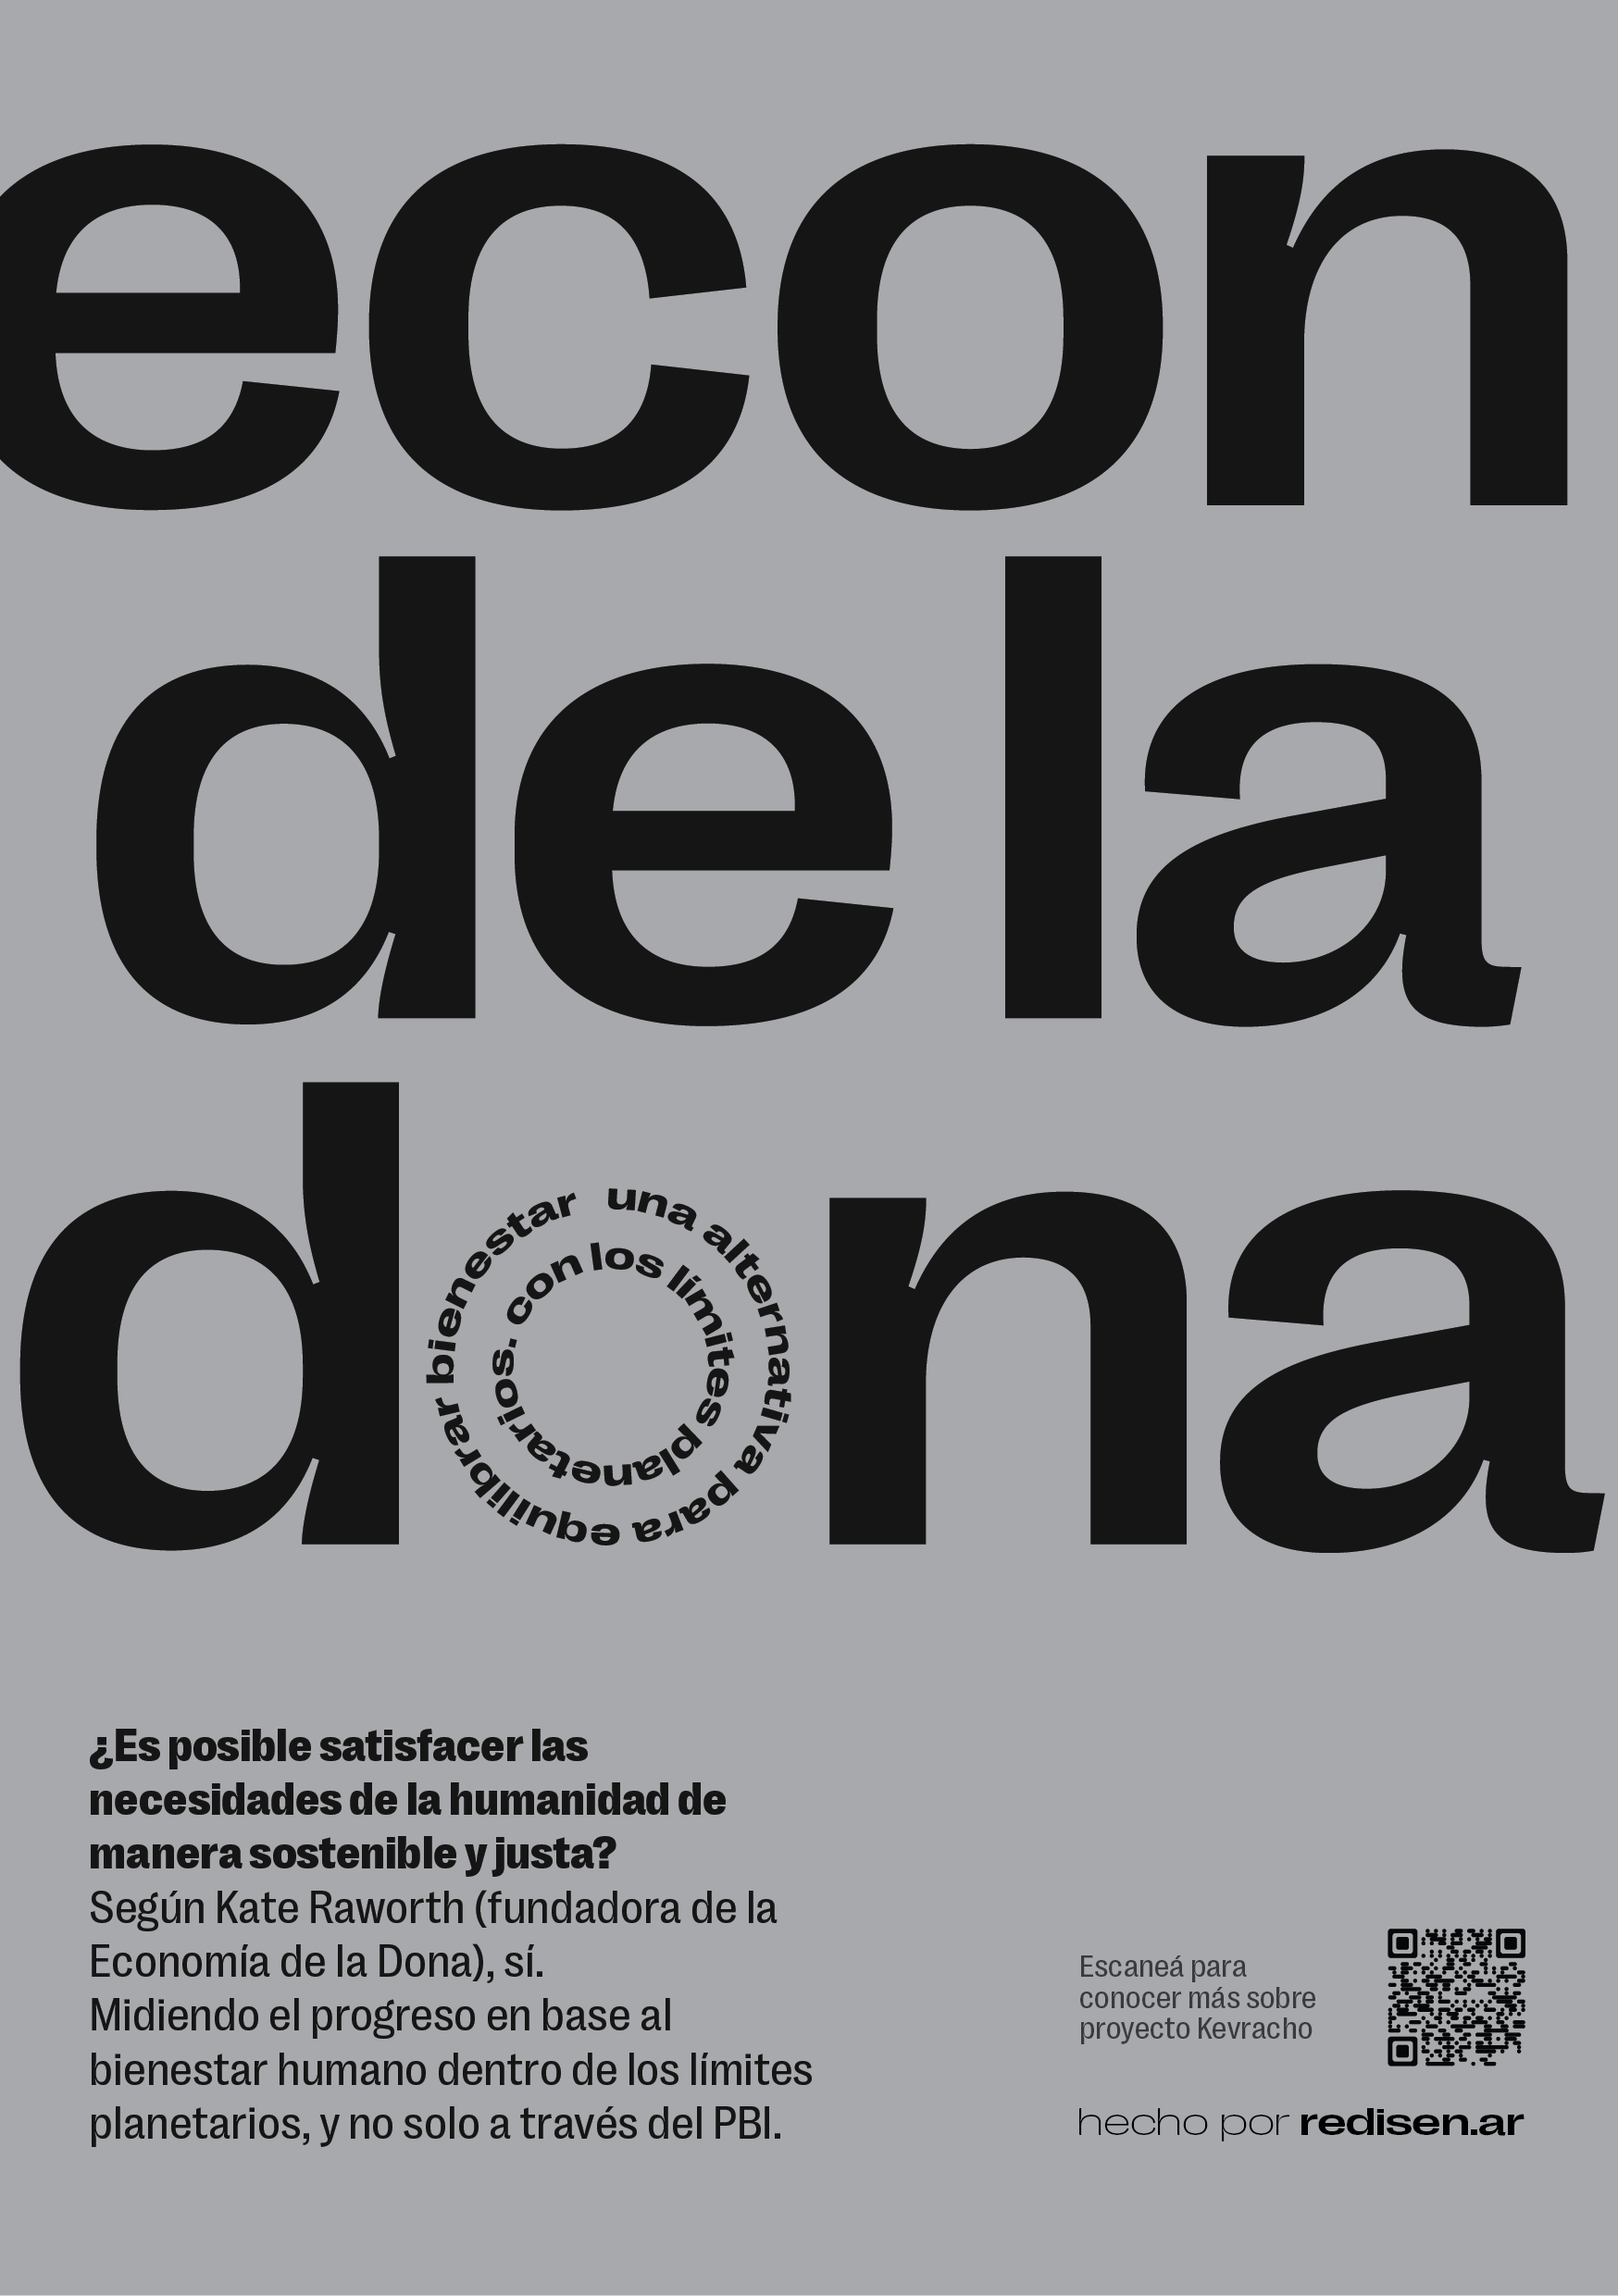 econ
de la
dona
una alternativa para equilibrar bienestar
con los límites planetarios.
¿Es posible satisfacer las
necesidades de la humanidad de
manera sostenible y justa?
Según Kate Raworth (fundadora de la
Economía de la Dona), sí.
Midiendo el progreso en base al
bienestar humano dentro de los límites
planetarios, y no solo a través del PBI.
Escaneá para
conocer más sobre
proyecto Kevracho
hecho por redisen.ar